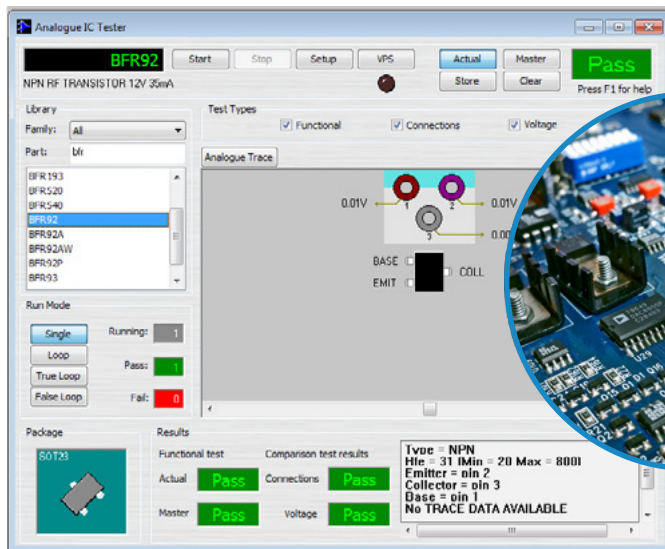 Analogue IC Tester
BFR92
Start
Stop
Setup
VPS
Actual
Master
Store
Clear
Pass
NPN RF TRANSISTOR 12V 35mA
Press F1 for help
Library
Family: All
Part: bfr
BFR193
BFR520
BFR540
BFR92
BFR92A
BFR92AW
BFR92P
BFR93
Test Types
Functional
Connections
Voltage
Analogue Trace
0.01V
1
2
0.01V
3
BASE
COLL
EMIT
Run Mode
Single
Loop
True Loop
False Loop
Running: 1
Pass: 1
Fail: 0
Package
SOT23
Results
Functional test
Comparison test results
Actual Pass
Connections Pass
Master Pass
Voltage Pass
Type = NPN
Hfe = 31 [Min = 20 Max = 800]
Emitter = pin 2
Collector = pin 3
Base = pin 1
No TRACE DATA AVAILABLE
U29